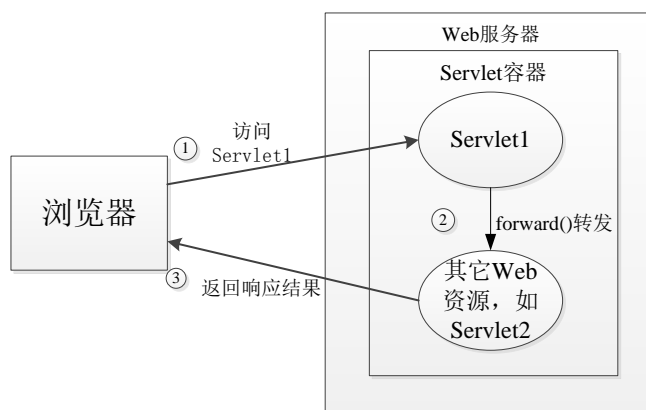 Web服务器
Servlet容器
①
访问
Servlet1
Servlet1
浏览器
②
forward()转发
③
返回响应结果
其它Web
资源，如
Servlet2